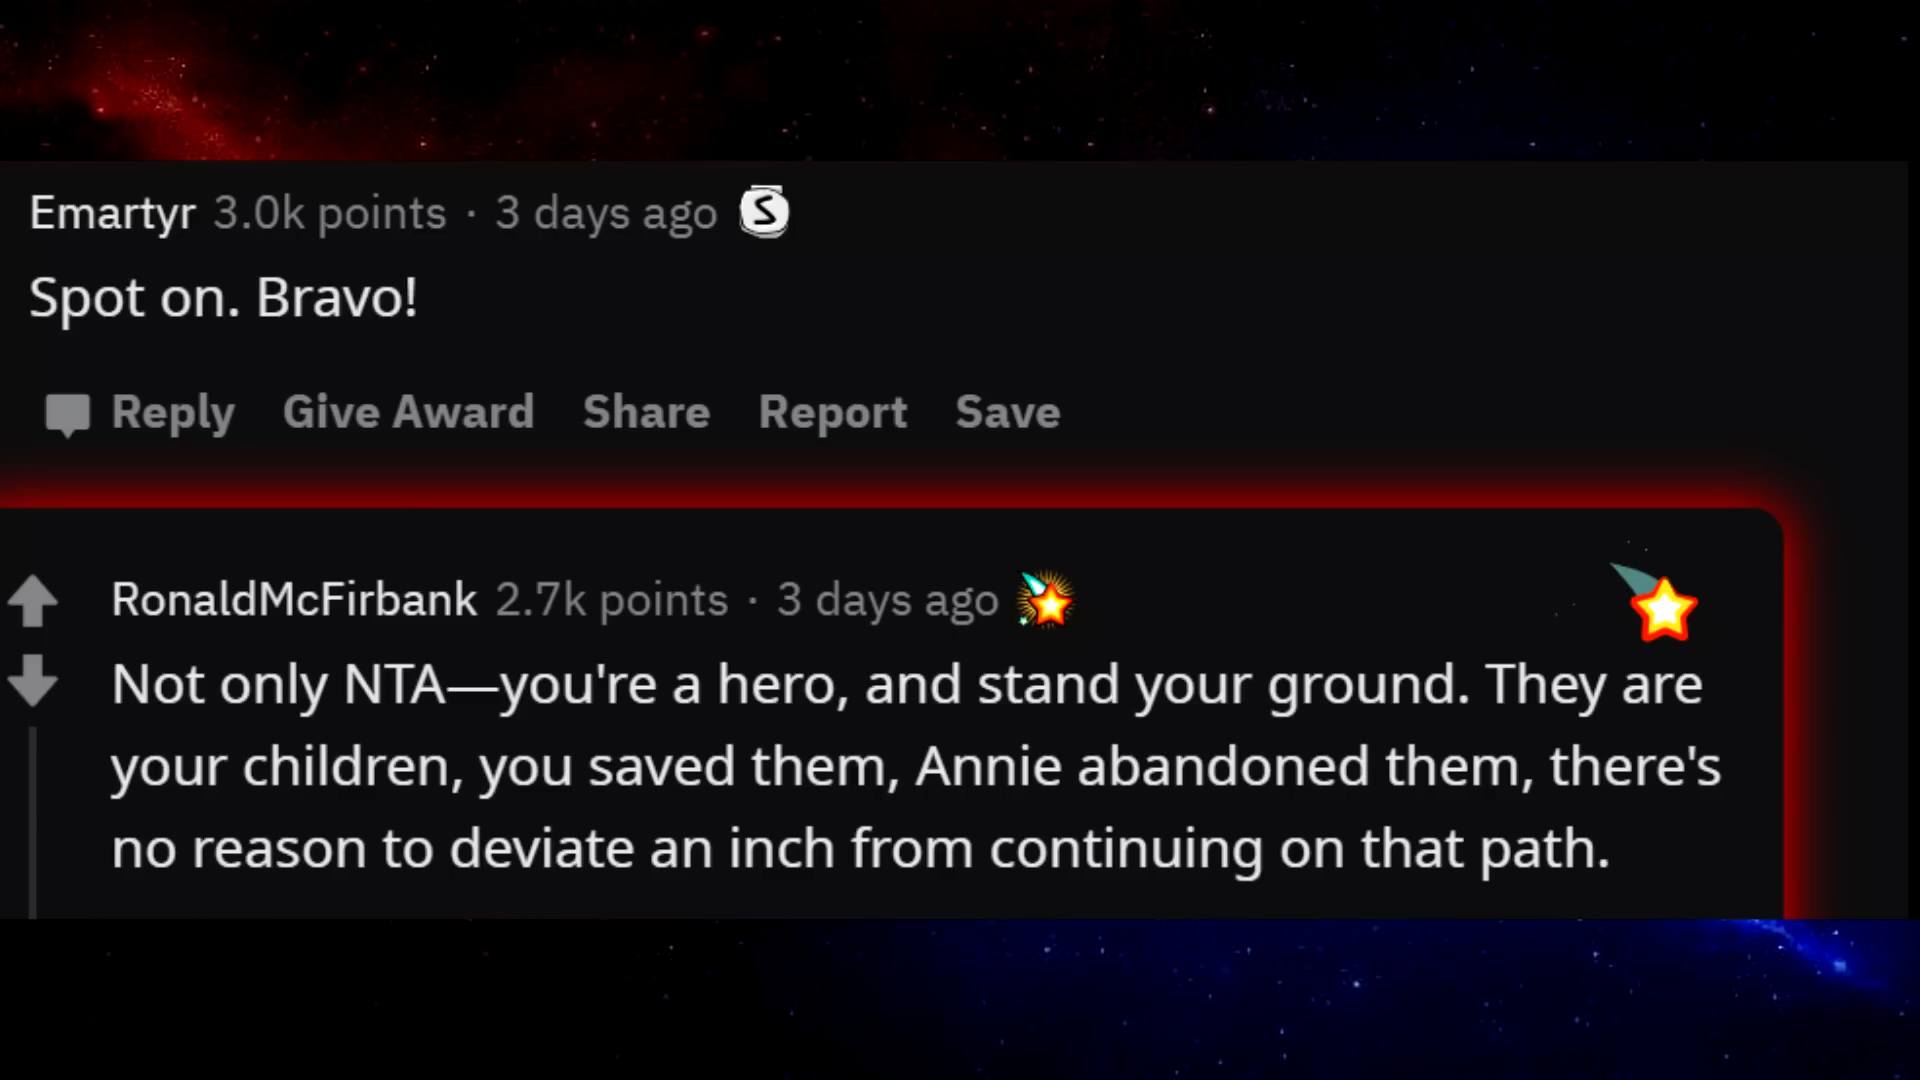 Emartyr 3.0k points · 3 days ago S
Spot on. Bravo!
Reply Give Award Share Report Save
RonaldMcFirbank 2.7k points · 3 days ago
Not only NTA—you're a hero, and stand your ground. They are
your children, you saved them, Annie abandoned them, there's
no reason to deviate an inch from continuing on that path.